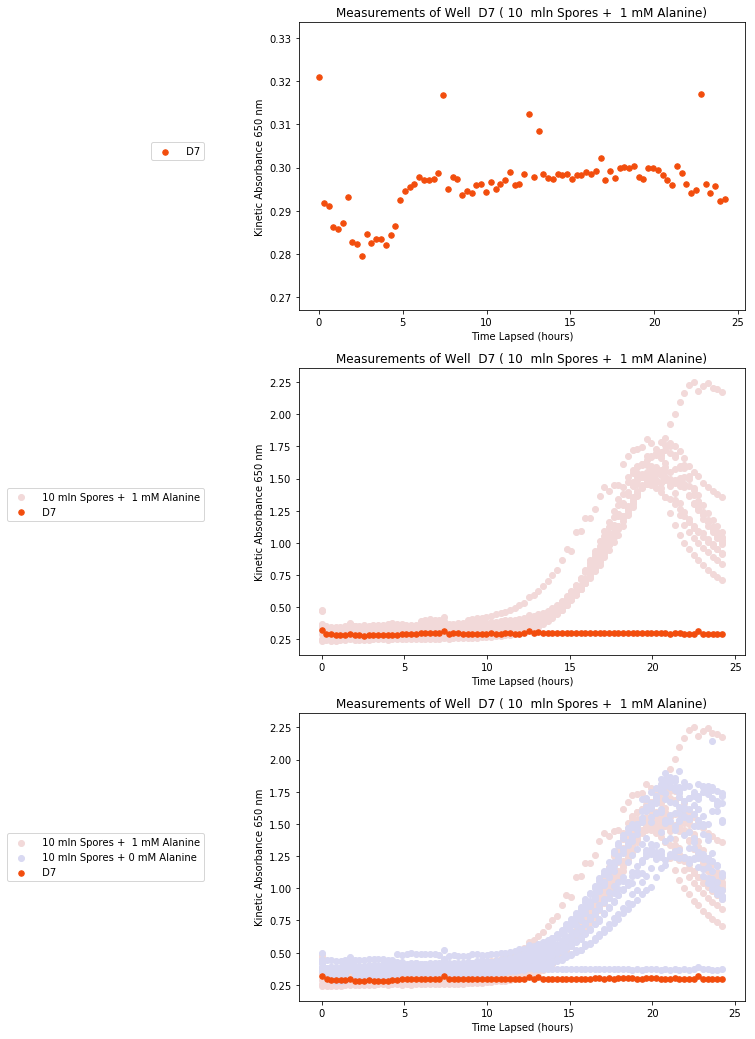 Measurements of Well  D7 ( 10  mln Spores +  1 mM Alanine)
0.33
0.32
0.31
0.30
0.29
0.28
0.27
Kinetic Absorbance 650 nm
D7
0
5
10
15
20
25
Time Lapsed (hours)
Measurements of Well  D7 ( 10  mln Spores +  1 mM Alanine)
2.25
2.00
1.75
1.50
1.25
1.00
0.75
0.50
0.25
Kinetic Absorbance 650 nm
10 mln Spores +  1 mM Alanine
D7
0
5
10
15
20
25
Time Lapsed (hours)
Measurements of Well  D7 ( 10  mln Spores +  1 mM Alanine)
2.25
2.00
1.75
1.50
1.25
1.00
0.75
0.50
0.25
Kinetic Absorbance 650 nm
10 mln Spores +  1 mM Alanine
10 mln Spores + 0 mM Alanine
D7
0
5
10
15
20
25
Time Lapsed (hours)